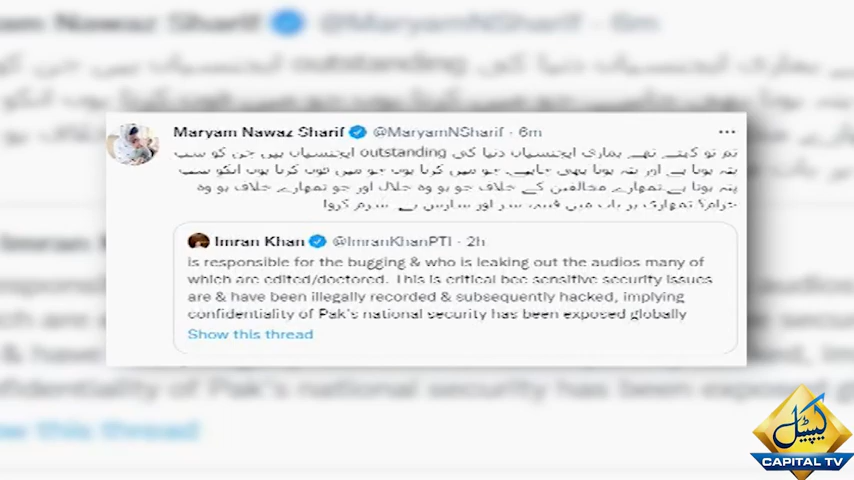 Maryam Nawaz Sharif @MaryamNSharif · 6m
تم تو کہتے تھے ہماری ایجنسیاں دنیا کی outstanding ایجنسیاں ہیں جن کو سب
پتہ ہوتا ہے اور پتہ ہونا بھی چاہیے۔ جو میں کرتا ہوں جو میں فون کرتا ہوں انکو سب
پتہ ہوتا ہے۔تمھارے مخالفین کے خلاف ہو وہ حلال اور جو تمھارے خلاف ہو وہ
حرام؟ تمھاری ہر بات میں فتنہ، شر اور سازش ہے۔ شرم کرو!
Imran Khan @ImranKhanPTI · 2h
is responsible for the bugging & who is leaking out the audios many of
which are edited/doctored. This is critical bec sensitive security issues
are & have been illegally recorded & subsequently hacked, implying
confidentiality of Pak's national security has been exposed globally
Show this thread
کیپیٹل
CAPITAL TV